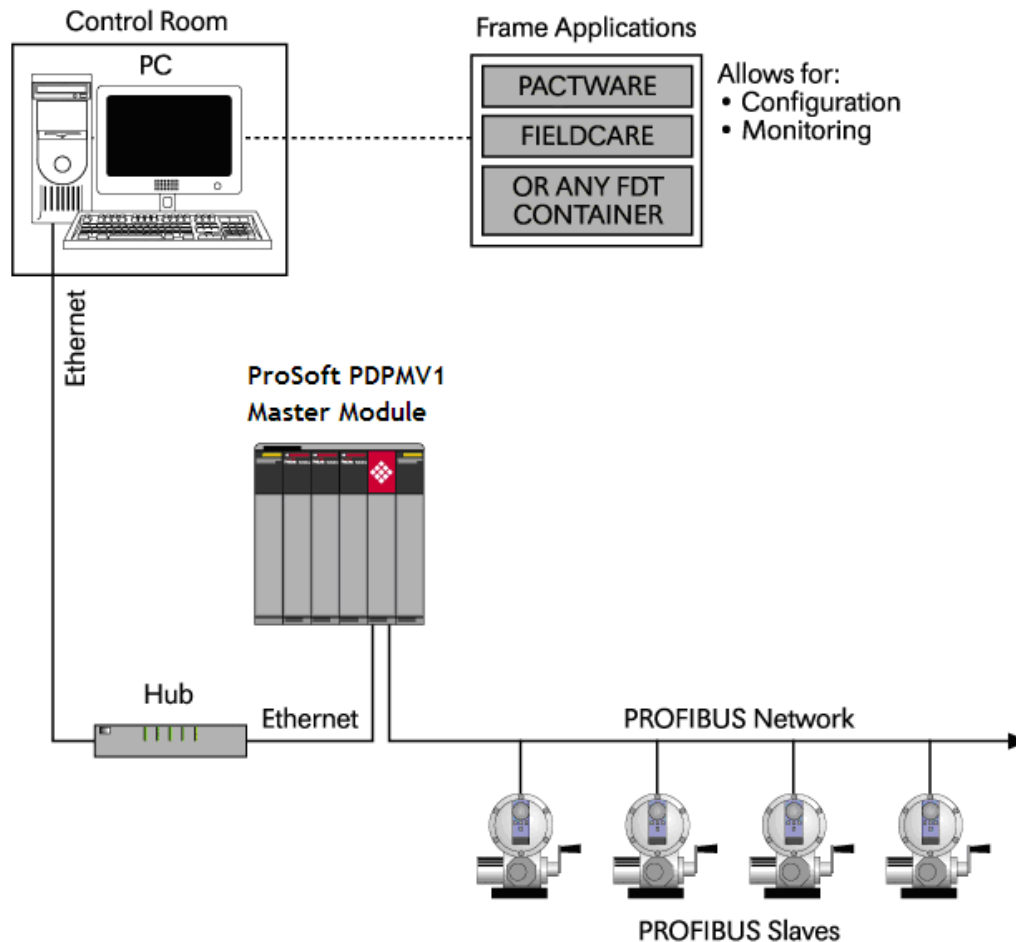 Control Room
PC
Frame Applications
PACTWARE
FIELDCARE
OR ANY FDT
CONTAINER
Allows for:
• Configuration
• Monitoring
Ethernet
ProSoft PDPMV1
Master Module
Hub
Ethernet
PROFIBUS Network
PROFIBUS Slaves